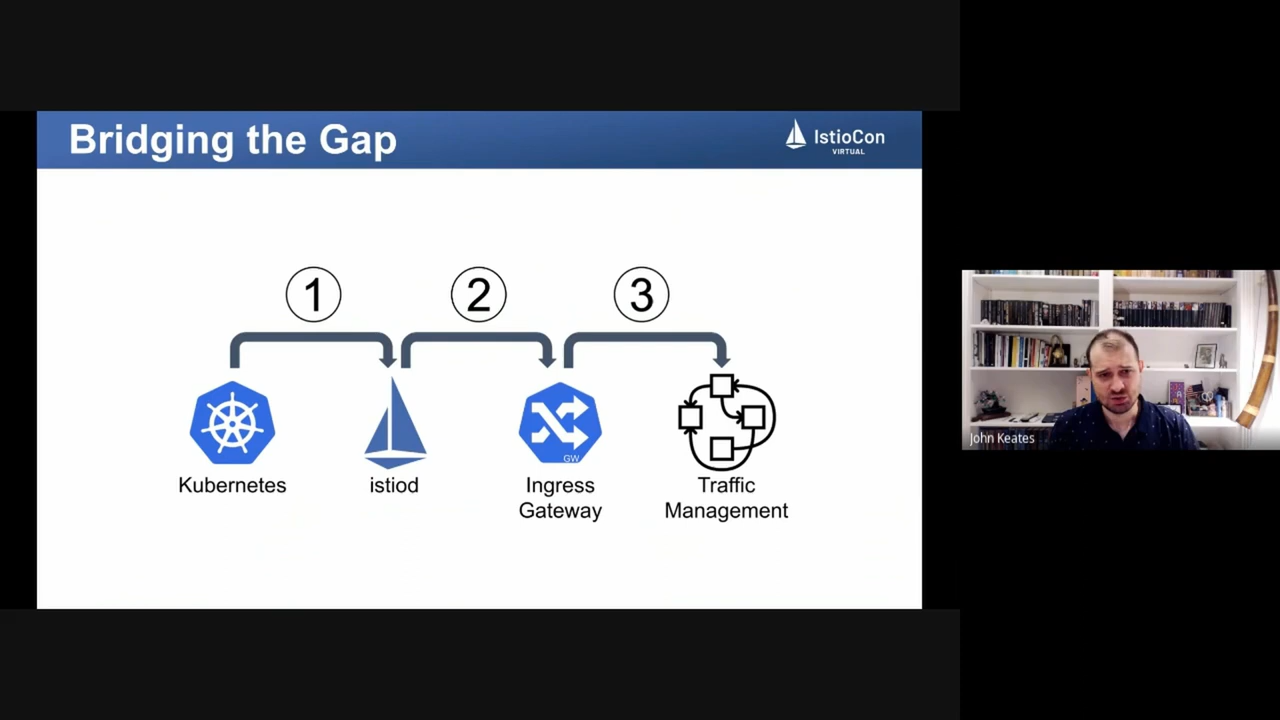 Bridging the Gap
IstioCon
VIRTUAL
1
2
3
GW
Kubernetes
istiod
Ingress
Gateway
Traffic
Management
John Keates